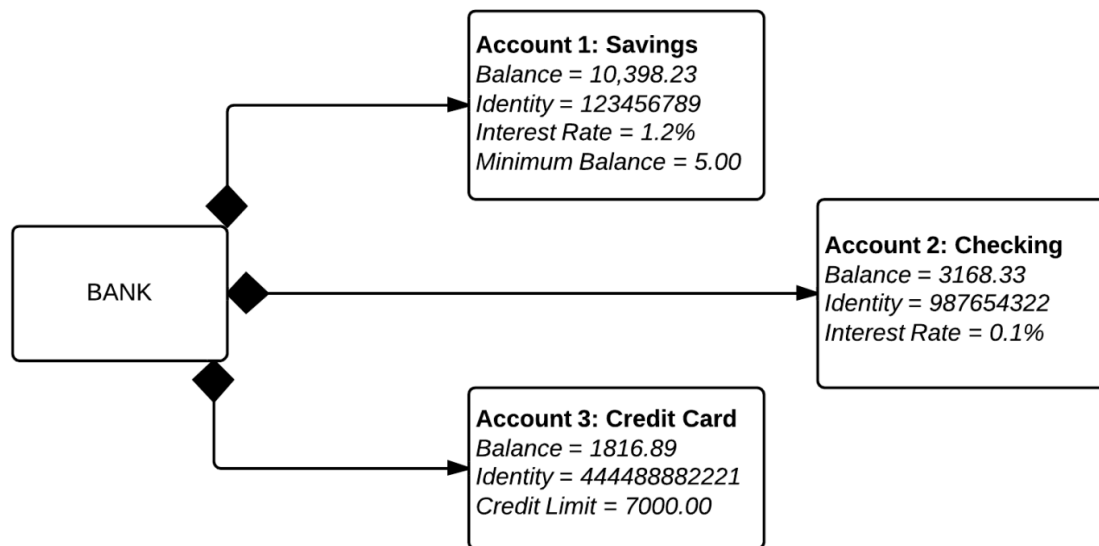 Account 1: Savings
Balance = 10,398.23
Identity = 123456789
Interest Rate = 1.2%
Minimum Balance = 5.00
BANK
Account 2: Checking
Balance = 3168.33
Identity = 987654322
Interest Rate = 0.1%
Account 3: Credit Card
Balance = 1816.89
Identity = 444488882221
Credit Limit = 7000.00